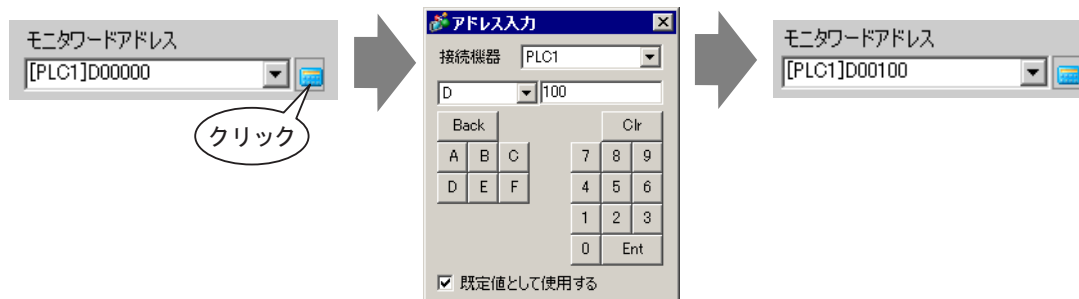 モニタワードアドレス
[PLC1]D00000
クリック
アドレス入力
接続機器 PLC1
D 100
Back Clr
A B C 7 8 9
D E F 4 5 6
1 2 3
0 Ent
既定値として使用する
モニタワードアドレス
[PLC1]D00100